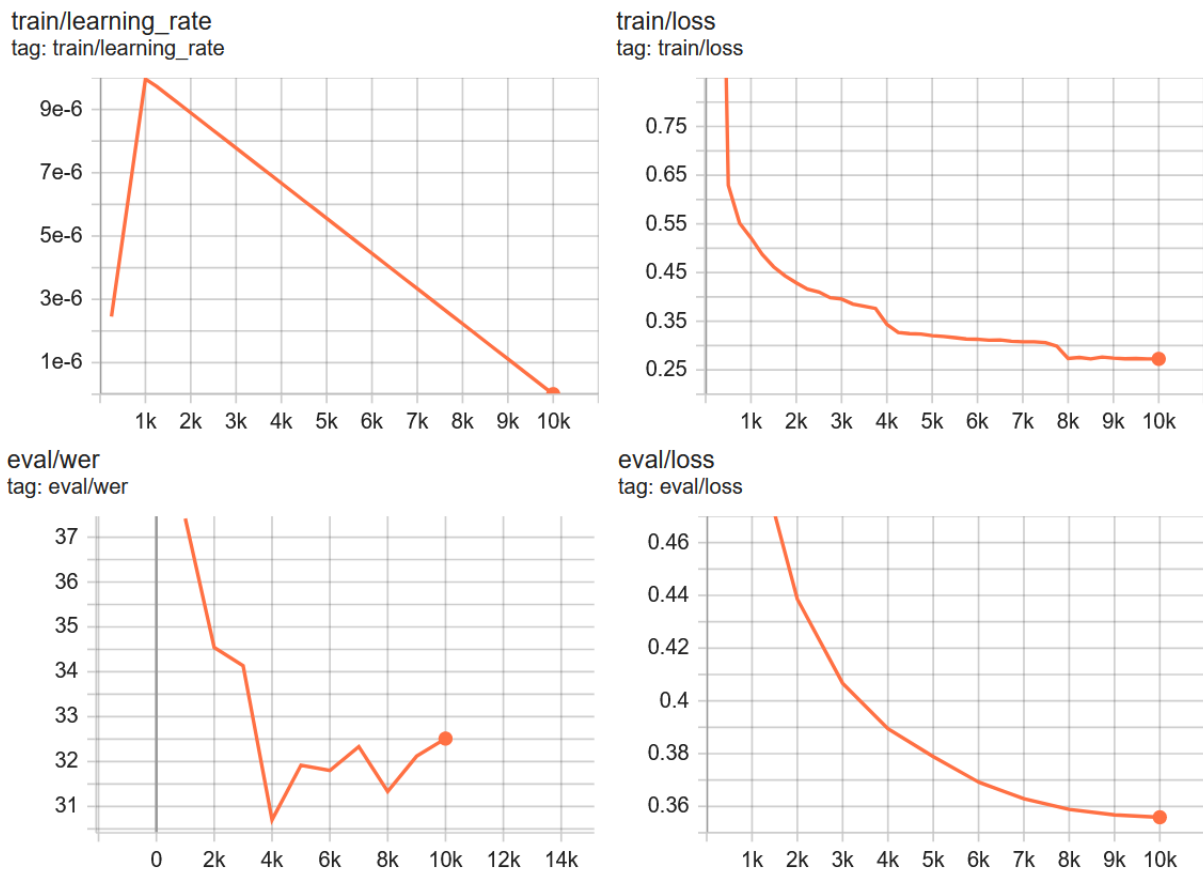 train/learning_rate
tag: train/learning_rate
9e-6
7e-6
5e-6
3e-6
1e-6
1k 2k 3k 4k 5k 6k 7k 8k 9k 10k
train/loss
tag: train/loss
0.75
0.65
0.55
0.45
0.35
0.25
1k 2k 3k 4k 5k 6k 7k 8k 9k 10k
eval/wer
tag: eval/wer
37
36
35
34
33
32
31
0 2k 4k 6k 8k 10k 12k 14k
eval/loss
tag: eval/loss
0.46
0.44
0.42
0.4
0.38
0.36
1k 2k 3k 4k 5k 6k 7k 8k 9k 10k